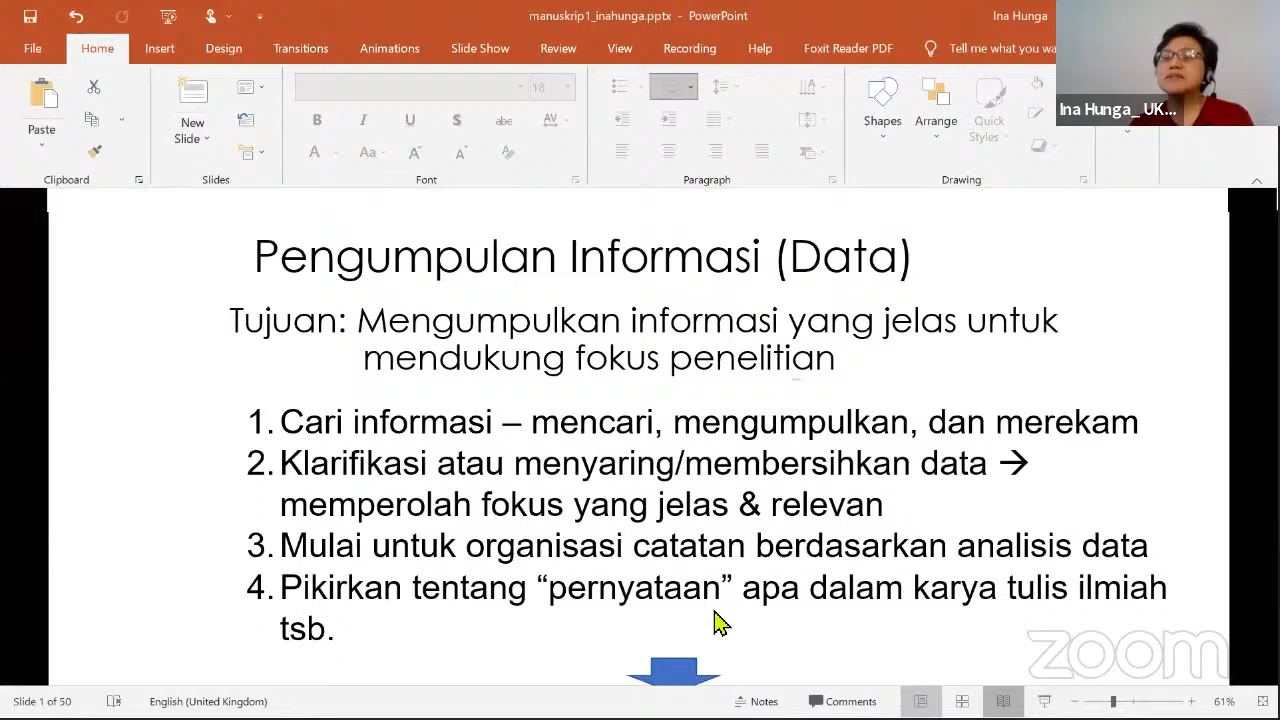 manuskrip1_inahunga.pptx - PowerPoint
Ina Hunga
File Home Insert Design Transitions Animations Slide Show Review View Recording Help Foxit Reader PDF Tell me what you wa
Ina Hunga_ UK...
18
Paste
New
Slide
Shapes
Arrange
Quick
Styles
B I U S abc AV
A Aa A A
Clipboard
Slides
Font
Paragraph
Drawing
Pengumpulan Informasi (Data)
Tujuan: Mengumpulkan informasi yang jelas untuk
mendukung fokus penelitian
1. Cari informasi – mencari, mengumpulkan, dan merekam
2. Klarifikasi atau menyaring/membersihkan data →
memperolah fokus yang jelas & relevan
3. Mulai untuk organisasi catatan berdasarkan analisis data
4. Pikirkan tentang “pernyataan” apa dalam karya tulis ilmiah
tsb.
zoom
Slide 1 of 50
English (United Kingdom)
Notes
Comments
61%